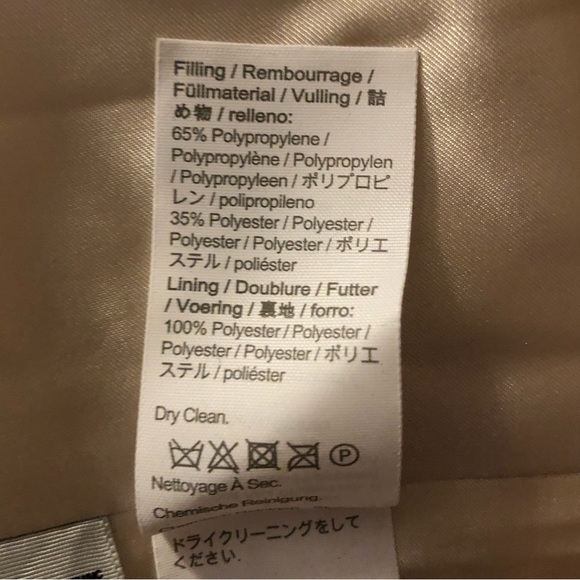 Filling / Rembourrage /
Füllmaterial / Vulling / 詰
め物 / relleno:
65% Polypropylene /
Polypropylène / Polypropylen
/ Polypropyleen / ポリプロピ
レン / polipropileno
35% Polyester / Polyester /
Polyester / Polyester / ポリエ
ステル / poliéster
Lining / Doublure / Futter
/ Voering / 裏地 / forro:
100% Polyester / Polyester /
Polyester / Polyester / ポリエ
ステル / poliéster
Dry Clean.
P
Nettoyage À Sec.
Chemische Reinigung.
ドライクリーニングをして
ください.